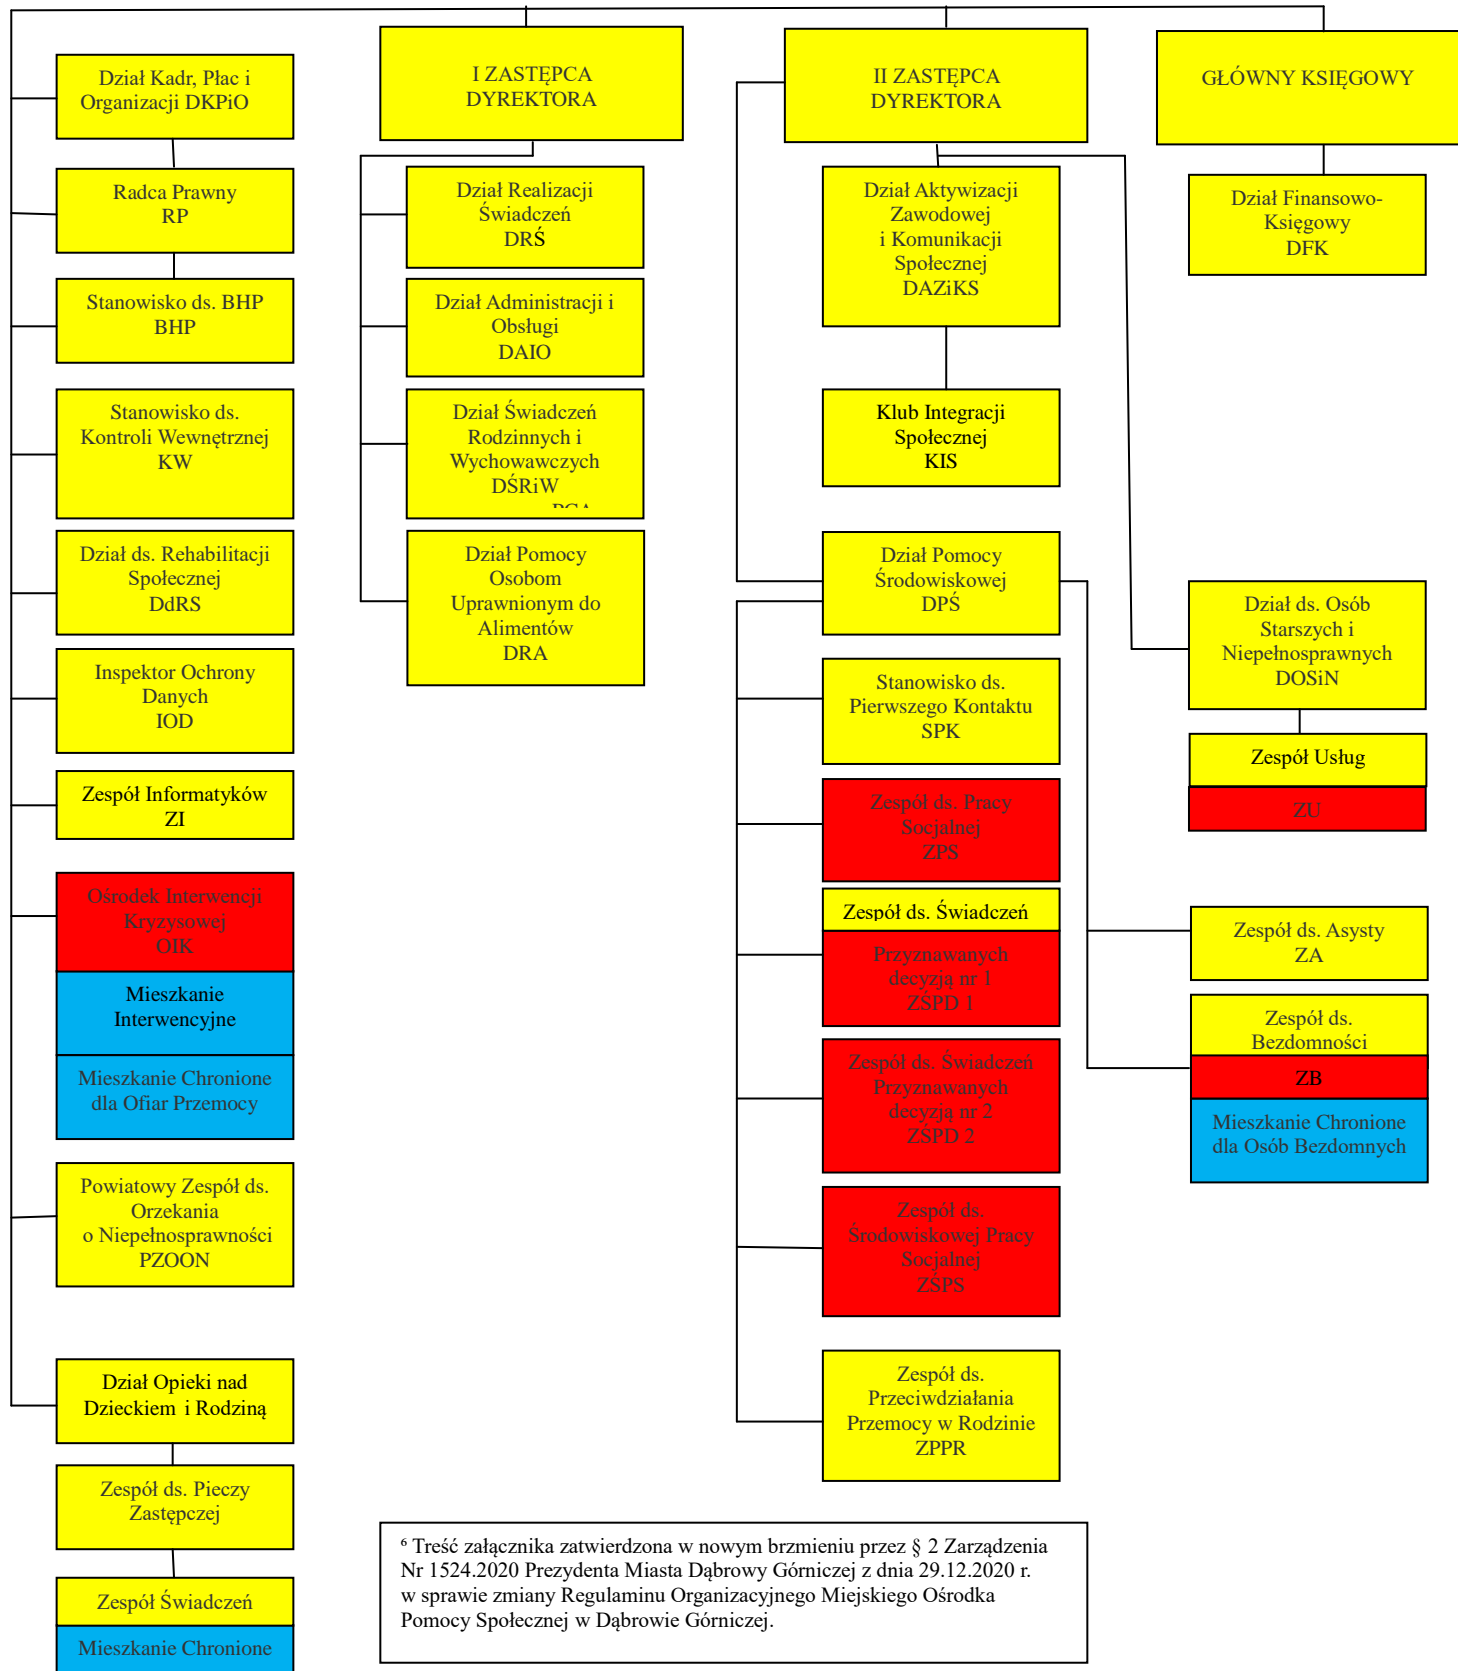 Dział Kadr, Płac i
Organizacji DKPiO
Radca Prawny
RP
Stanowisko ds. BHP
BHP
Stanowisko ds.
Kontroli Wewnętrznej
KW
Dział ds. Rehabilitacji
Społecznej
DdRS
Inspektor Ochrony
Danych
IOD
Zespół Informatyków
ZI
Ośrodek Interwencji
Kryzysowej
OIK
Mieszkanie
Interwencyjne
Mieszkanie Chronione
dla Ofiar Przemocy
Powiatowy Zespół ds.
Orzekania
o Niepełnosprawności
PZOON
Dział Opieki nad
Dzieckiem i Rodziną
Zespół ds. Pieczy
Zastępczej
Zespół Świadczeń
Mieszkanie Chronione
I ZASTĘPCA
DYREKTORA
Dział Realizacji
Świadczeń
DRŚ
Dział Administracji i
Obsługi
DAIO
Dział Świadczeń
Rodzinnych i
Wychowawczych
DŚRiW
Dział Pomocy
Osobom
Uprawnionym do
Alimentów
DRA
II ZASTĘPCA
DYREKTORA
Dział Aktywizacji
Zawodowej
i Komunikacji
Społecznej
DAZiKS
Klub Integracji
Społecznej
KIS
Dział Pomocy
Środowiskowej
DPŚ
Stanowisko ds.
Pierwszego Kontaktu
SPK
Zespół ds. Pracy
Socjalnej
ZPS
Zespół ds. Świadczeń
Przyznawanych
decyzją nr 1
ZŚPD 1
Zespół ds. Świadczeń
Przyznawanych
decyzją nr 2
ZŚPD 2
Zespół ds.
Środowiskowej Pracy
Socjalnej
ZŚPS
Zespół ds.
Przeciwdziałania
Przemocy w Rodzinie
ZPPR
GŁÓWNY KSIĘGOWY
Dział Finansowo-
Księgowy
DFK
Dział ds. Osób
Starszych i
Niepełnosprawnych
DOSiN
Zespół Usług
ZU
Zespół ds. Asysty
ZA
Zespół ds.
Bezdomności
ZB
Mieszkanie Chronione
dla Osób Bezdomnych
⁶ Treść załącznika zatwierdzona w nowym brzmieniu przez § 2 Zarządzenia
Nr 1524.2020 Prezydenta Miasta Dąbrowy Górniczej z dnia 29.12.2020 r.
w sprawie zmiany Regulaminu Organizacyjnego Miejskiego Ośrodka
Pomocy Społecznej w Dąbrowie Górniczej.